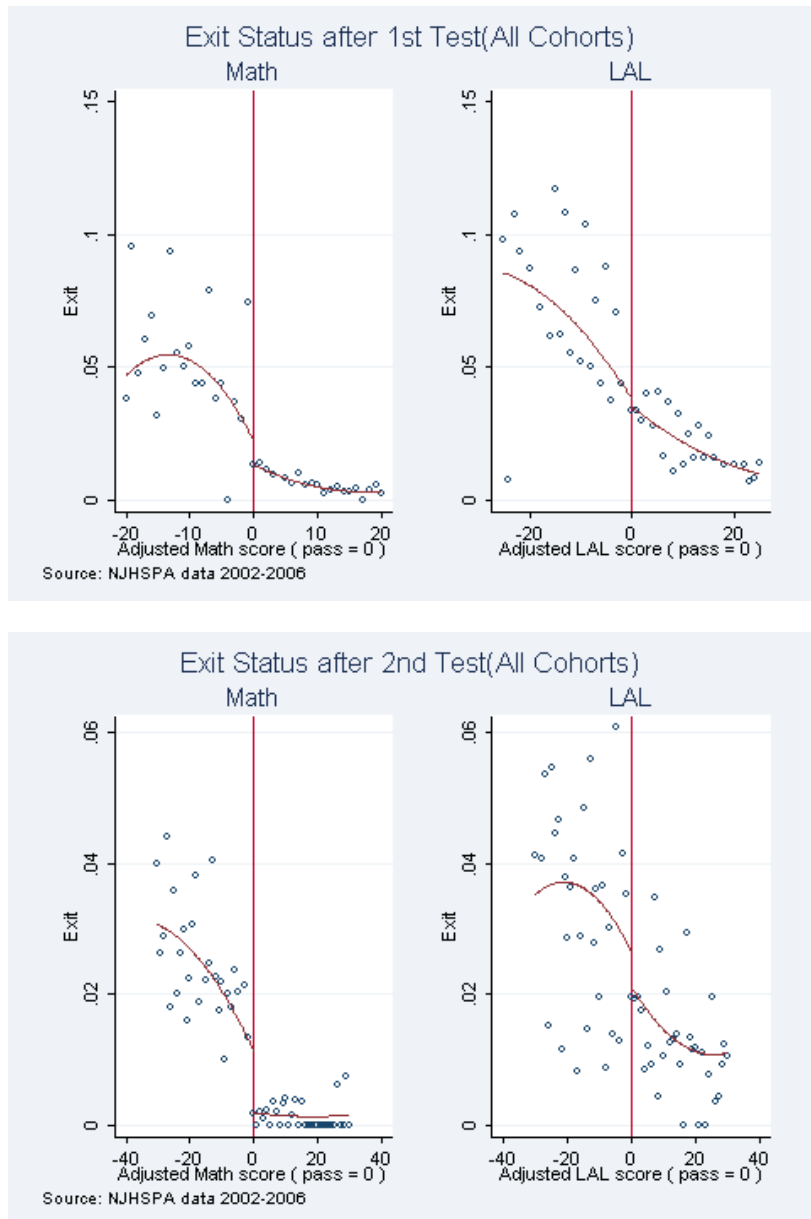 Exit Status after 1st Test(All Cohorts)
Math
LAL
.15
.1
.05
0
Exit
-20
-10
0
10
20
Adjusted Math score ( pass = 0 )
.15
.1
.05
0
Exit
-20
0
20
Adjusted LAL score ( pass = 0 )
Source: NJHSPA data 2002-2006
Exit Status after 2nd Test(All Cohorts)
Math
LAL
.06
.04
.02
0
Exit
-40
-20
0
20
40
Adjusted Math score ( pass = 0 )
.06
.04
.02
0
Exit
-40
-20
0
20
40
Adjusted LAL score ( pass = 0 )
Source: NJHSPA data 2002-2006